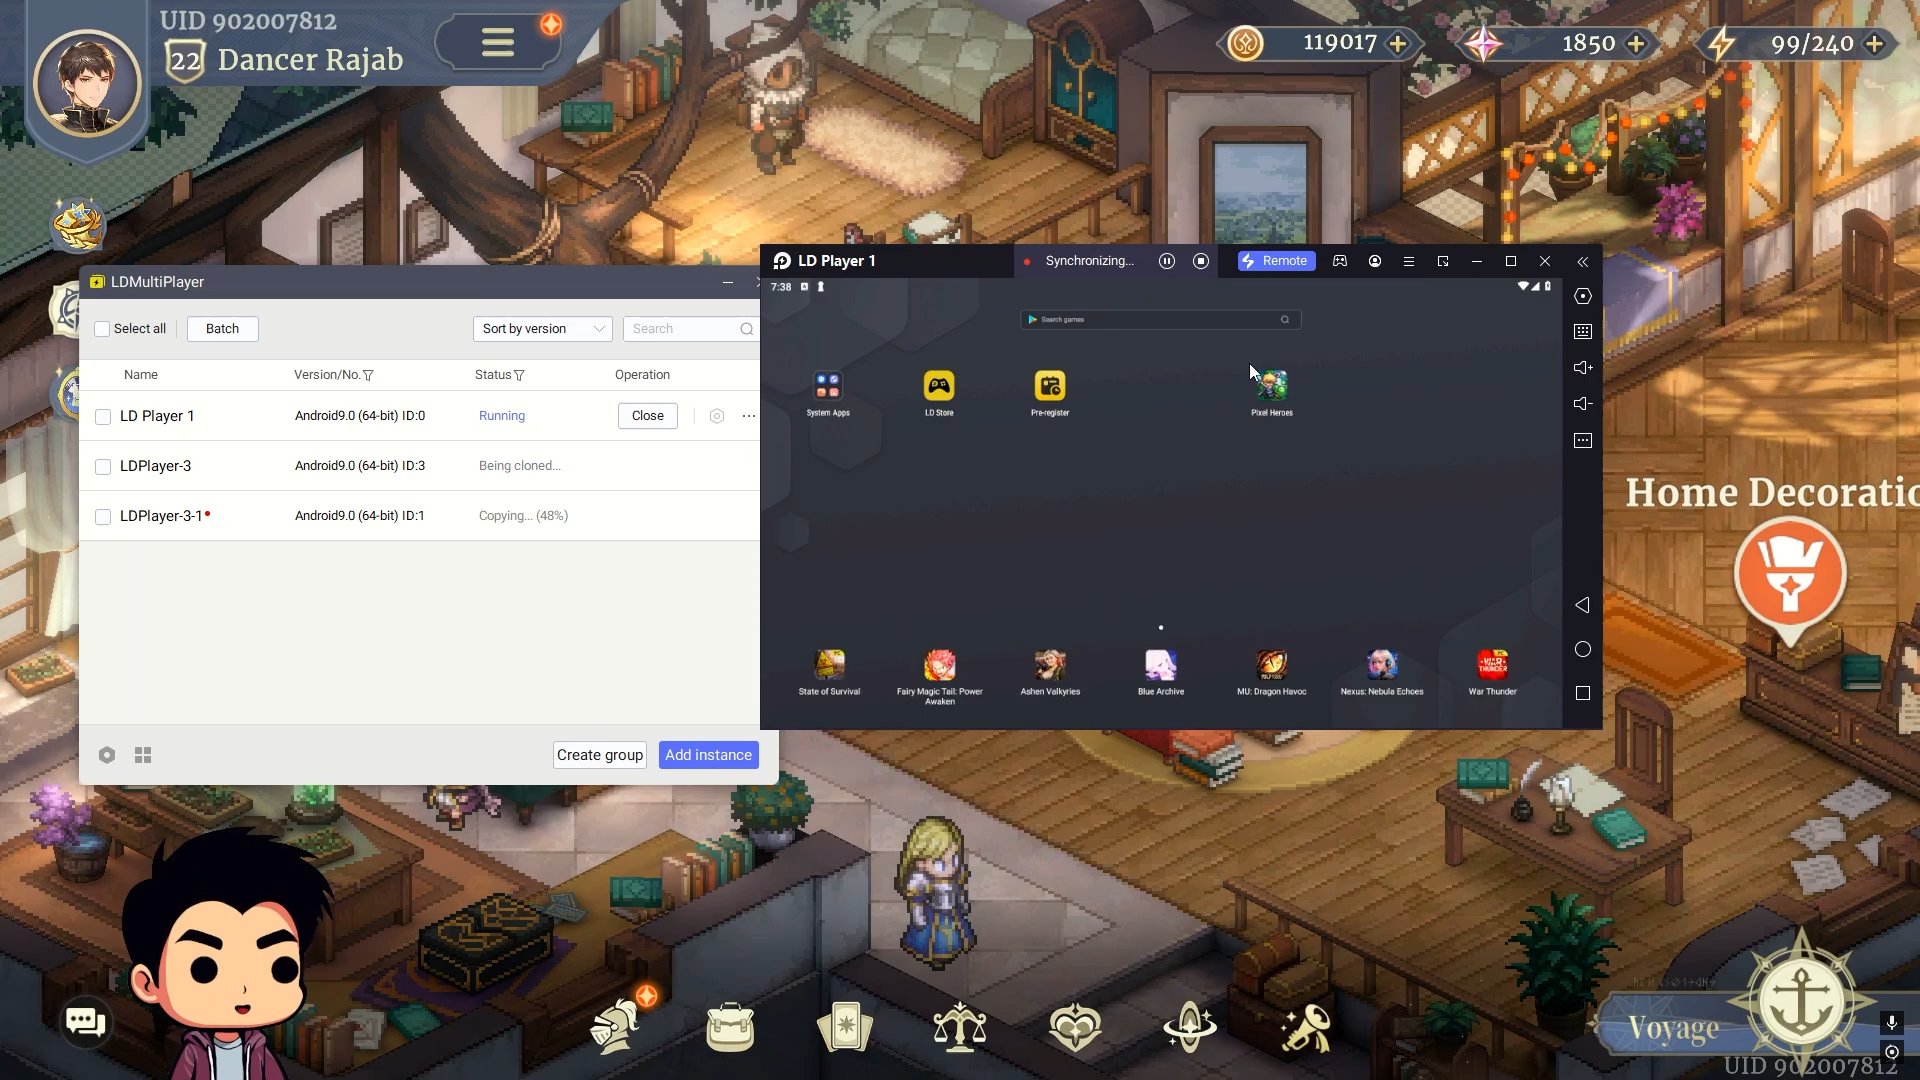 UID 902007812
22 Dancer Rajab
119017
1850
99/240
LDMultiPlayer
Select all
Batch
Sort by version
Search
Name
Version/No.
Status
Operation
LD Player 1
Android9.0 (64-bit) ID:0
Running
Close
LDPlayer-3
Android9.0 (64-bit) ID:3
Being cloned...
LDPlayer-3-1
Android9.0 (64-bit) ID:1
Copying... (48%)
Create group
Add instance
LD Player 1
Synchronizing...
Remote
7:38
Search games
System Apps
LD Store
Pre-register
Pixel Heroes
State of Survival
Fairy Magic Tail: Power
Awaken
Ashen Valkyries
Blue Archive
MU: Dragon Havoc
Nexus: Nebula Echoes
War Thunder
Home Decoratio
Voyage
UID 902007812